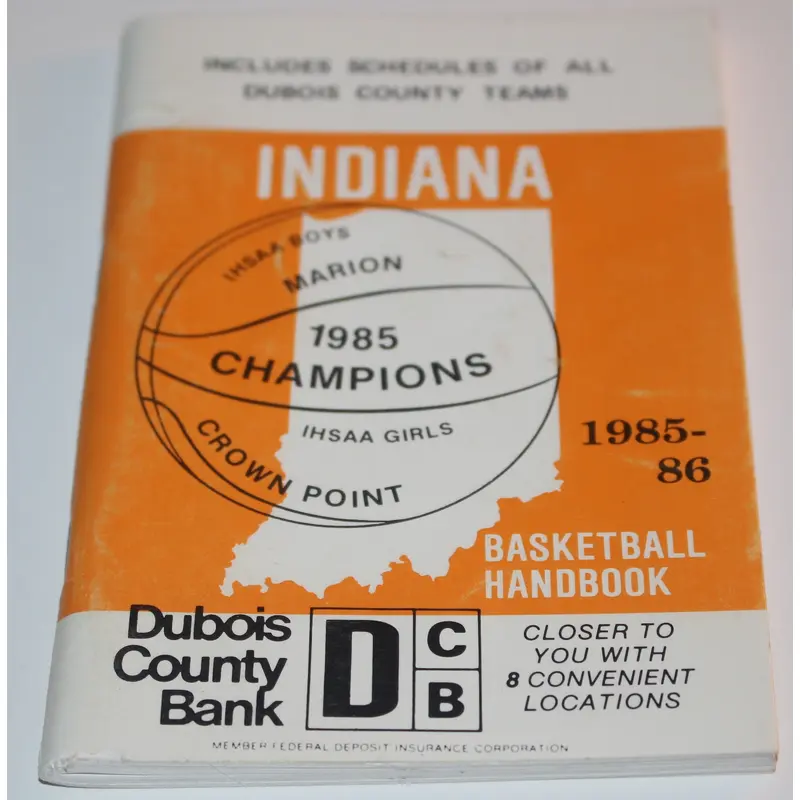 INCLUDES SCHEDULES OF ALL
DUBOIS COUNTY TEAMS
INDIANA
IHSAA BOYS
MARION
1985
CHAMPIONS
IHSAA GIRLS
CROWN POINT
1985-
86
BASKETBALL
HANDBOOK
Dubois
County
Bank
D
C
B
CLOSER TO
YOU WITH
8 CONVENIENT
LOCATIONS
MEMBER FEDERAL DEPOSIT INSURANCE CORPORATION